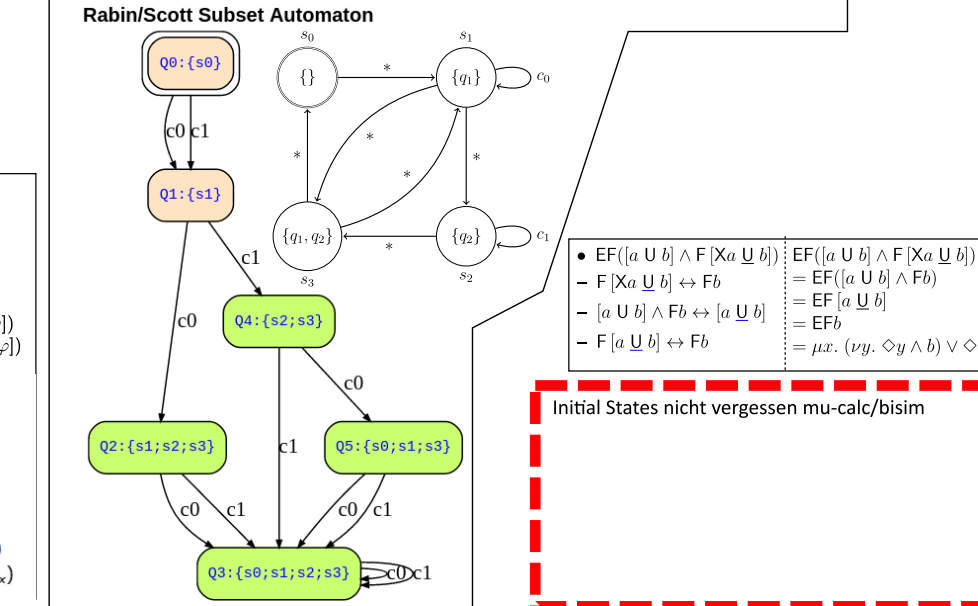 Rabin/Scott Subset Automaton
Q0:{s0}
c0 c1
Q1:{s1}
c1
c0
Q4:{s2;s3}
c0
Q2:{s1;s2;s3}
c1
Q5:{s0;s1;s3}
c0 c1
c0 c1
Q3:{s0;s1;s2;s3}
c0 c1
s₀
{}
*
s₁
{q₁}
c₀
*
*
*
*
{q₁, q₂}
s₃
*
{q₂}
c₁
s₂
])
φ])
)
ₓ)
• EF([a U b] ∧ F [Xa U b])
– F [Xa U b] ↔ Fb
– [a U b] ∧ Fb ↔ [a U b]
– F [a U b] ↔ Fb
EF([a U b] ∧ F [Xa U b])
= EF([a U b] ∧ Fb)
= EF [a U b]
= EFb
= μx. (νy. ◇y ∧ b) ∨ ◇
Initial States nicht vergessen mu-calc/bisim